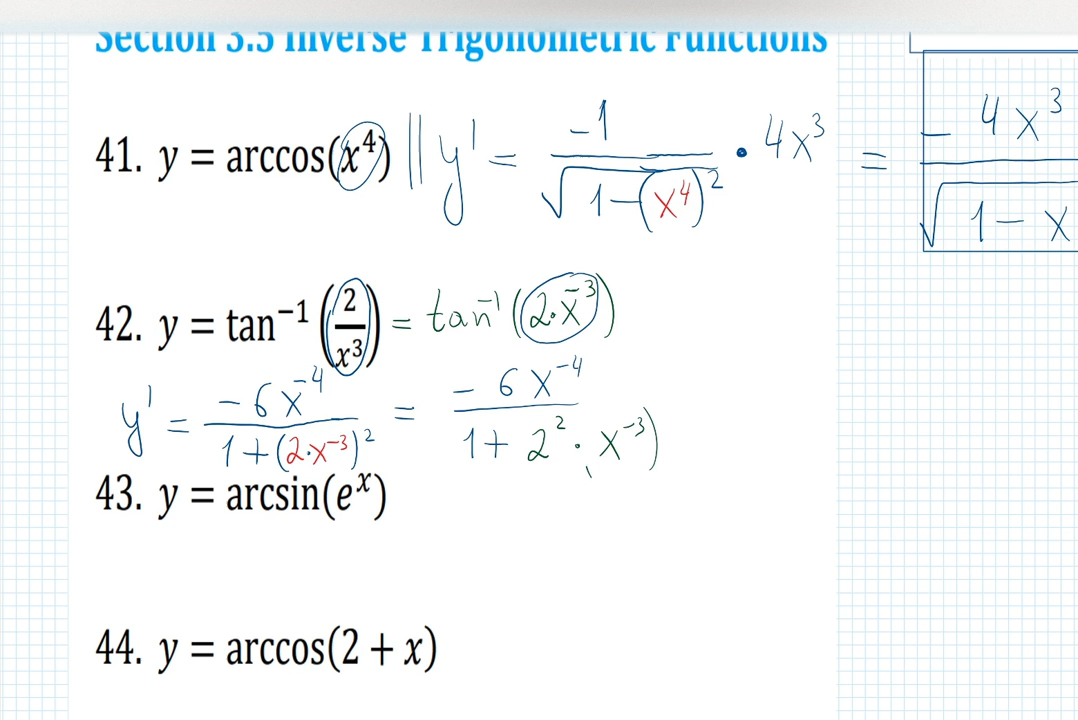 Section 3.5 Inverse Trigonometric Functions
41. y = arccos(x⁴) || y' = -1/√(1-(x⁴)²) • 4x³ = - 4x³/√(1-x
42. y = tan⁻¹(2/x³) = tan⁻¹(2·x⁻³)
y' = -6x⁻⁴/1+(2·x⁻³)² = -6x⁻⁴/1+2²·(x⁻³)
43. y = arcsin(eˣ)
44. y = arccos(2 + x)